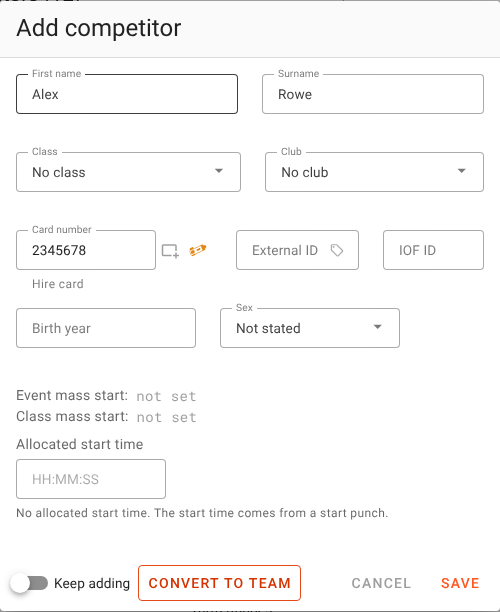 Add competitor
First name
Surname
Alex
Rowe
Class
Club
No class
No club
Card number
2345678
External ID
IOF ID
Hire card
Sex
Birth year
Not stated
Event mass start: not set
Class mass start: not set
Allocated start time
HH:MM:SS
No allocated start time. The start time comes from a start punch.
Keep adding
CONVERT TO TEAM
CANCEL
SAVE